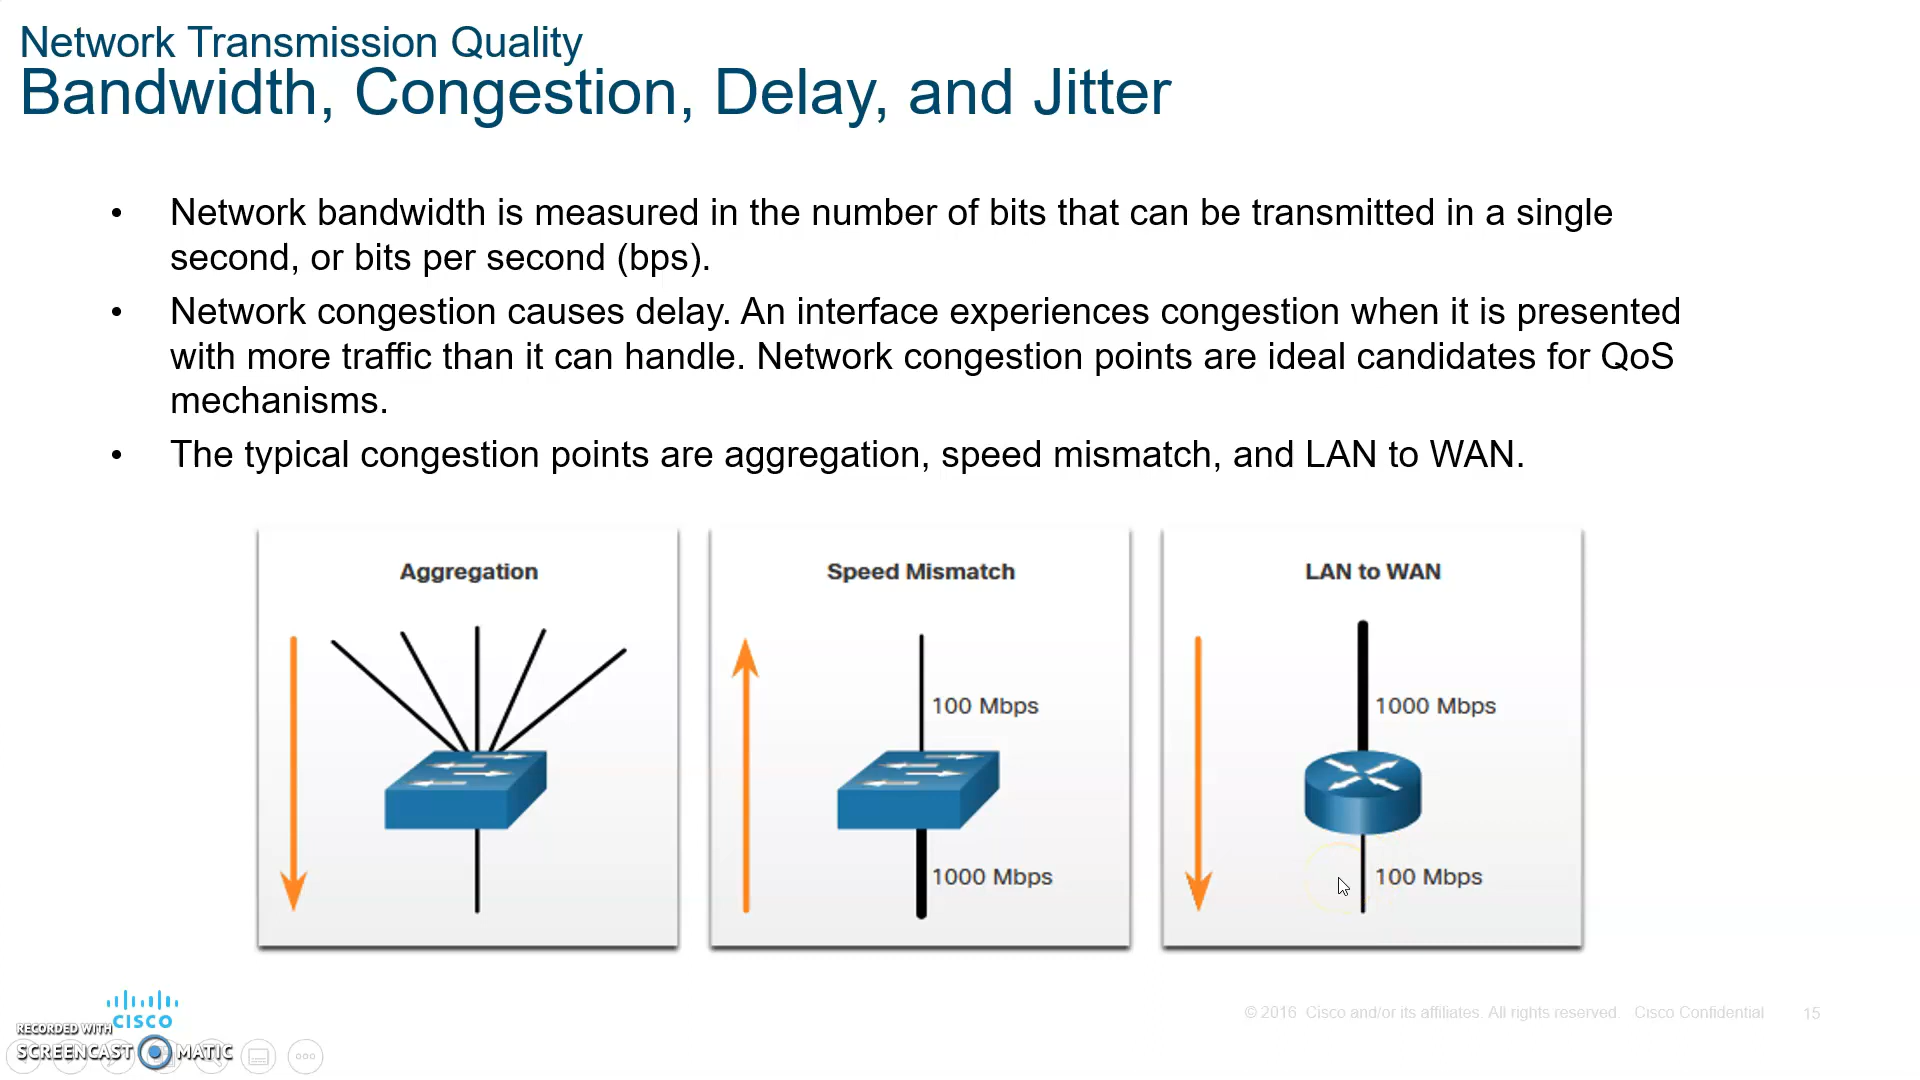 Network Transmission Quality
Bandwidth, Congestion, Delay, and Jitter
• Network bandwidth is measured in the number of bits that can be transmitted in a single
second, or bits per second (bps).
• Network congestion causes delay. An interface experiences congestion when it is presented
with more traffic than it can handle. Network congestion points are ideal candidates for QoS
mechanisms.
• The typical congestion points are aggregation, speed mismatch, and LAN to WAN.
Aggregation
Speed Mismatch
100 Mbps
1000 Mbps
LAN to WAN
1000 Mbps
100 Mbps
CISCO
RECORDED WITH
SCREENCAST MATIC
© 2016 Cisco and/or its affiliates. All rights reserved. Cisco Confidential
15